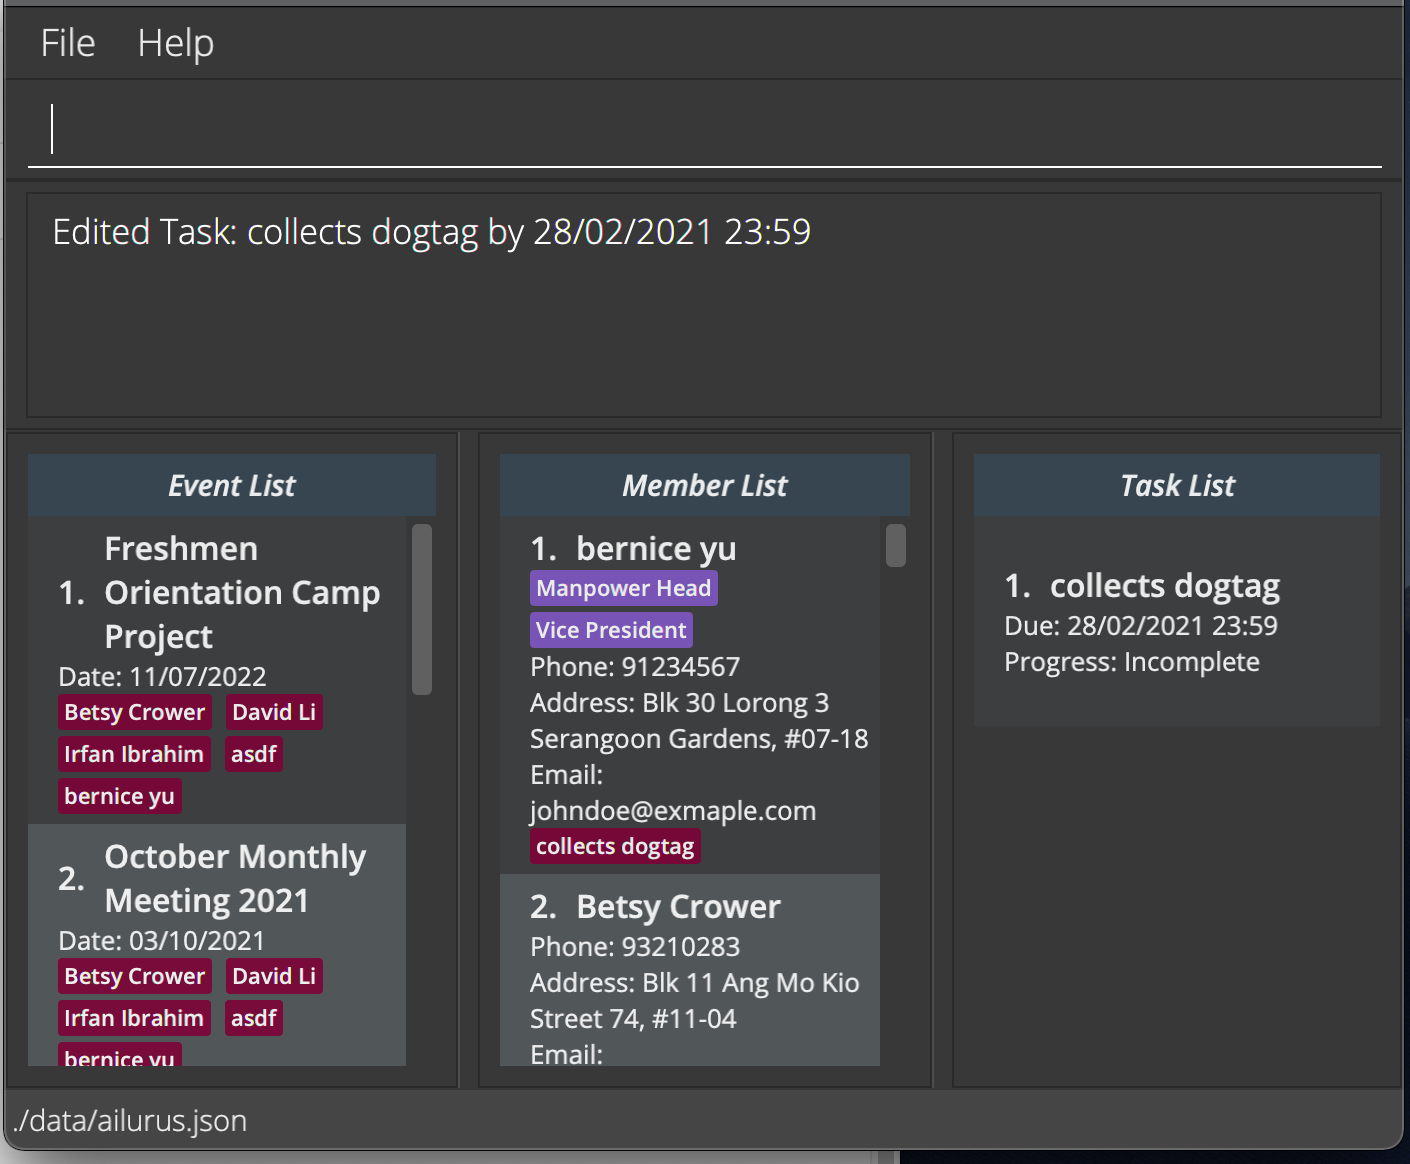 File Help
Edited Task: collects dogtag by 28/02/2021 23:59
Event List
Freshmen
1. Orientation Camp
Project
Date: 11/07/2022
Betsy Crower David Li
Irfan Ibrahim asdf
bernice yu
October Monthly
2. Meeting 2021
Date: 03/10/2021
Betsy Crower David Li
Irfan Ibrahim asdf
bernice yu
Member List
1. bernice yu
Manpower Head
Vice President
Phone: 91234567
Address: Blk 30 Lorong 3
Serangoon Gardens, #07-18
Email:
johndoe@exmaple.com
collects dogtag
2. Betsy Crower
Phone: 93210283
Address: Blk 11 Ang Mo Kio
Street 74, #11-04
Email:
Task List
1. collects dogtag
Due: 28/02/2021 23:59
Progress: Incomplete
./data/ailurus.json